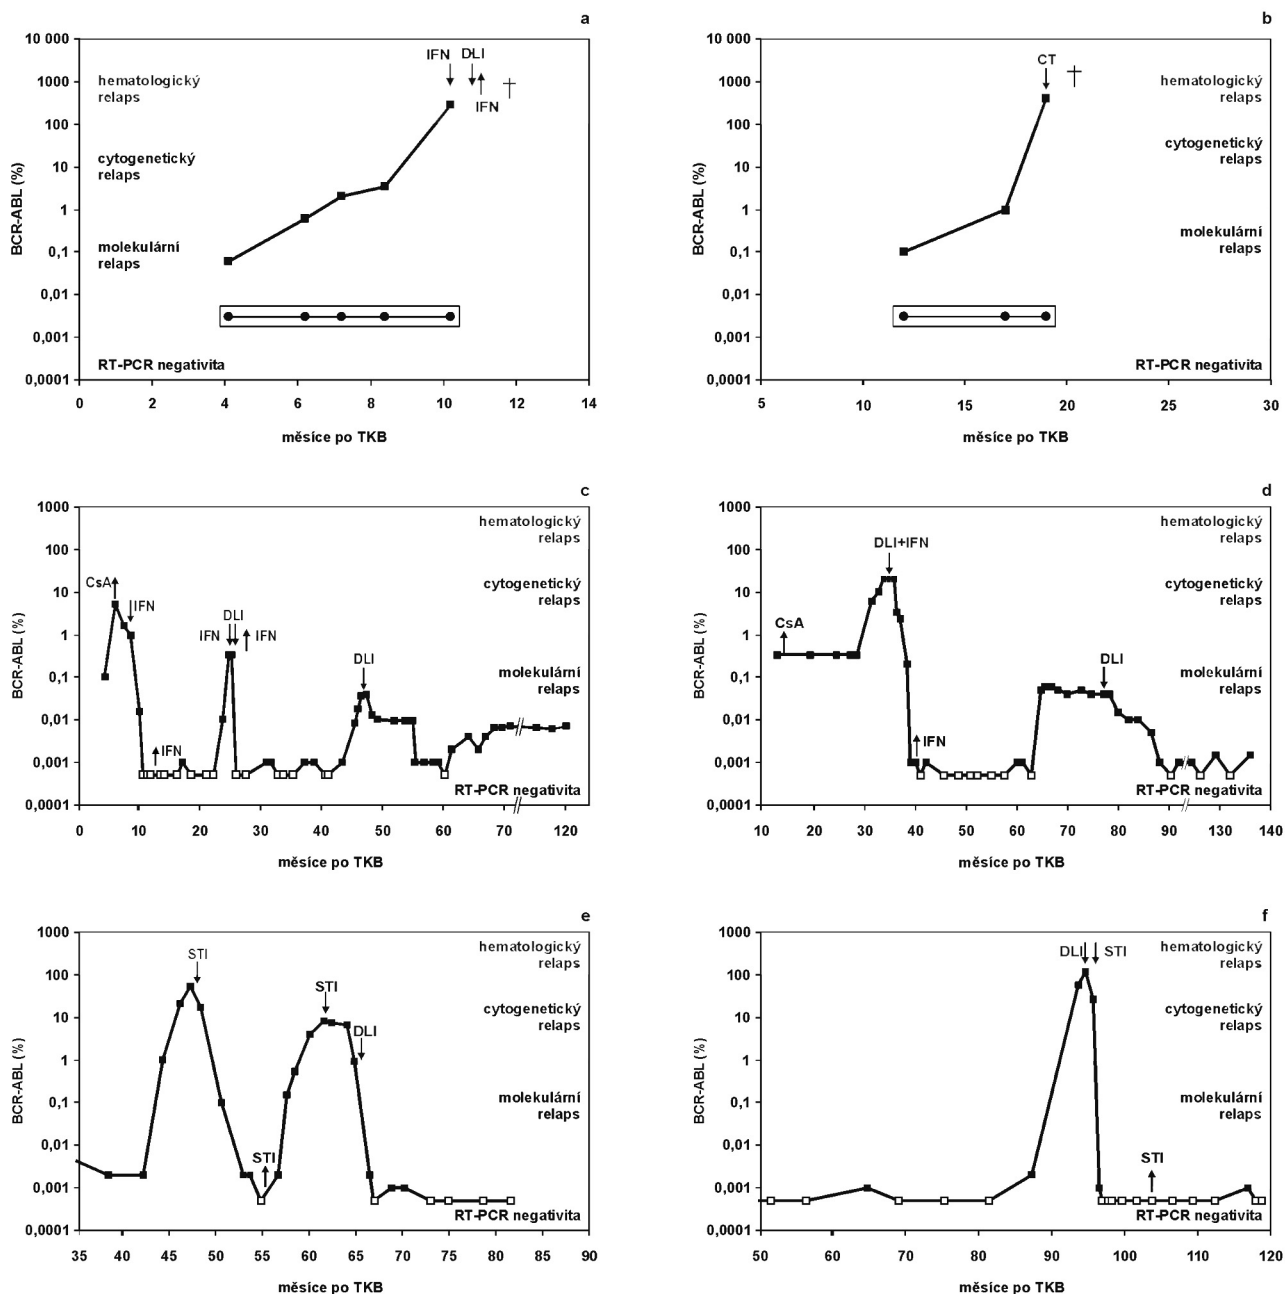 a
10 000
1000
100
10
1
0,1
0,01
0,001
0,0001
BCR-ABL (%)
hematologický
relaps
cytogenetický
relaps
molekulární
relaps
RT-PCR negativita
IFN DLI
IFN
0 2 4 6 8 10 12 14
měsíce po TKB
b
10 000
1000
100
10
1
0,1
0,01
0,001
0,0001
BCR-ABL (%)
CT
hematologický
relaps
cytogenetický
relaps
molekulární
relaps
RT-PCR negativita
5 10 15 20 25 30
měsíce po TKB
c
1000
100
10
1
0,1
0,01
0,001
0,0001
BCR-ABL (%)
hematologický
relaps
cytogenetický
relaps
molekulární
relaps
RT-PCR negativita
CsA
IFN
IFN
DLI
IFN
IFN
DLI
0 10 20 30 40 50 60 70 120
měsíce po TKB
d
1000
100
10
1
0,1
0,01
0,001
0,0001
BCR-ABL (%)
hematologický
relaps
cytogenetický
relaps
molekulární
relaps
RT-PCR negativita
DLI+IFN
CsA
IFN
DLI
10 20 30 40 50 60 70 80 90 130 140
měsíce po TKB
e
1000
100
10
1
0,1
0,01
0,001
0,0001
BCR-ABL (%)
hematologický
relaps
cytogenetický
relaps
molekulární
relaps
RT-PCR negativita
STI
STI
DLI
STI
35 40 45 50 55 60 65 70 75 80 85 90
měsíce po TKB
f
1000
100
10
1
0,1
0,01
0,001
0,0001
BCR-ABL (%)
hematologický
relaps
cytogenetický
relaps
molekulární
relaps
RT-PCR negativita
DLI STI
STI
50 60 70 80 90 100 110 120
měsíce po TKB